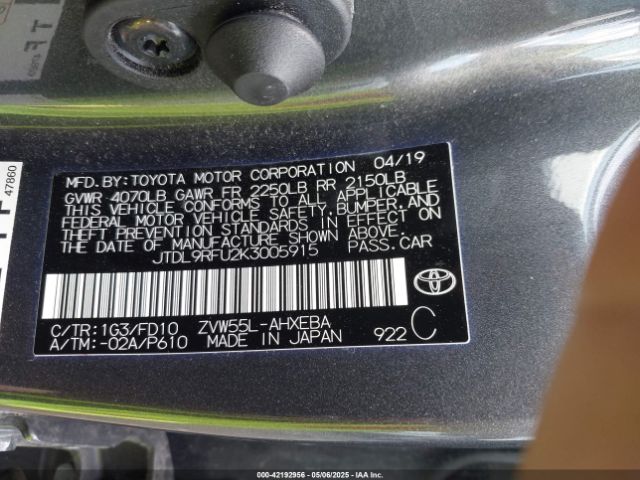 47860
MFD.BY:TOYOTA MOTOR CORPORATION 04/19
GVWR 4070LB GAWR FR 2250LB RR 2150LB
THIS VEHICLE CONFORMS TO ALL APPLICABLE
FEDERAL MOTOR VEHICLE SAFETY,BUMPER,AND
THEFT PREVENTION STANDARDS IN EFFECT ON
THE DATE OF MANUFACTURE SHOWN ABOVE.
JTDL9RFU2K3005915 PASS.CAR
C/TR:1G3/FD10 ZVW55L-AHXEBA
A/TM:-02A/P610 MADE IN JAPAN 922 C
000-42192956 - 05/06/2025 - IAA Inc.